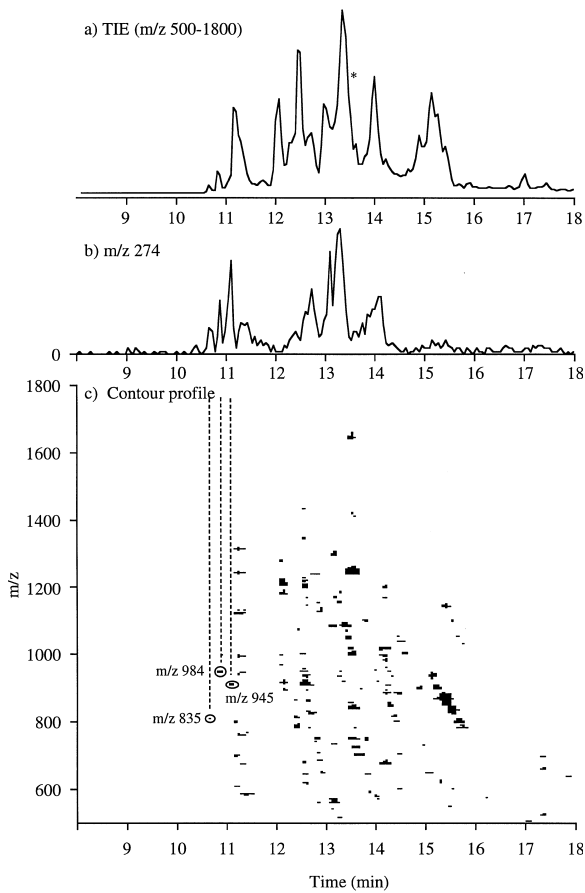 a) TIE (m/z 500-1800)
*
9 10 11 12 13 14 15 16 17 18
b) m/z 274
0
9 10 11 12 13 14 15 16 17 18
c) Contour profile
1800
1600
1400
1200
m/z
1000
m/z 984
m/z 945
m/z 835
800
600
9 10 11 12 13 14 15 16 17 18
Time (min)